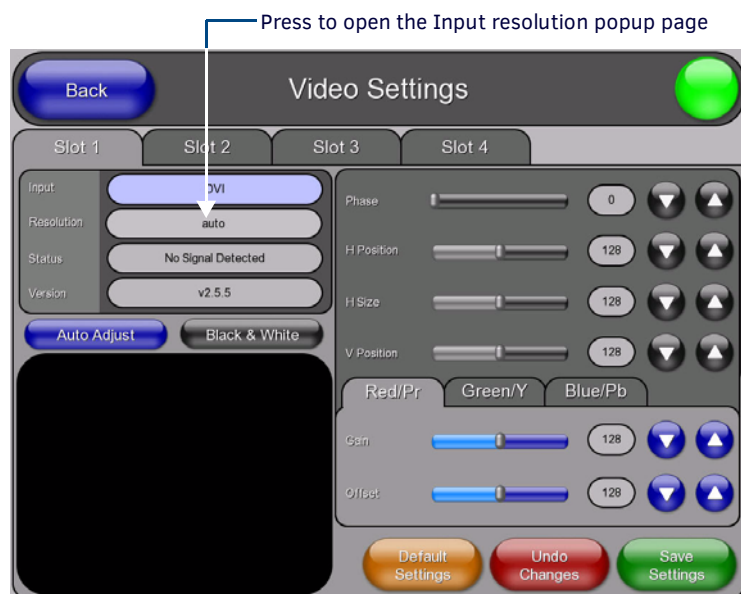 Press to open the Input resolution popup page
Back
Video Settings
Slot 1
Slot 2
Slot 3
Slot 4
Input
DVI
Resolution
auto
Status
No Signal Detected
Version
v2.5.5
Auto Adjust
Black & White
Phase
0
H Position
128
H Size
128
V Position
128
Red/Pr
Green/Y
Blue/Pb
Gain
128
Offset
128
Default
Settings
Undo
Changes
Save
Settings